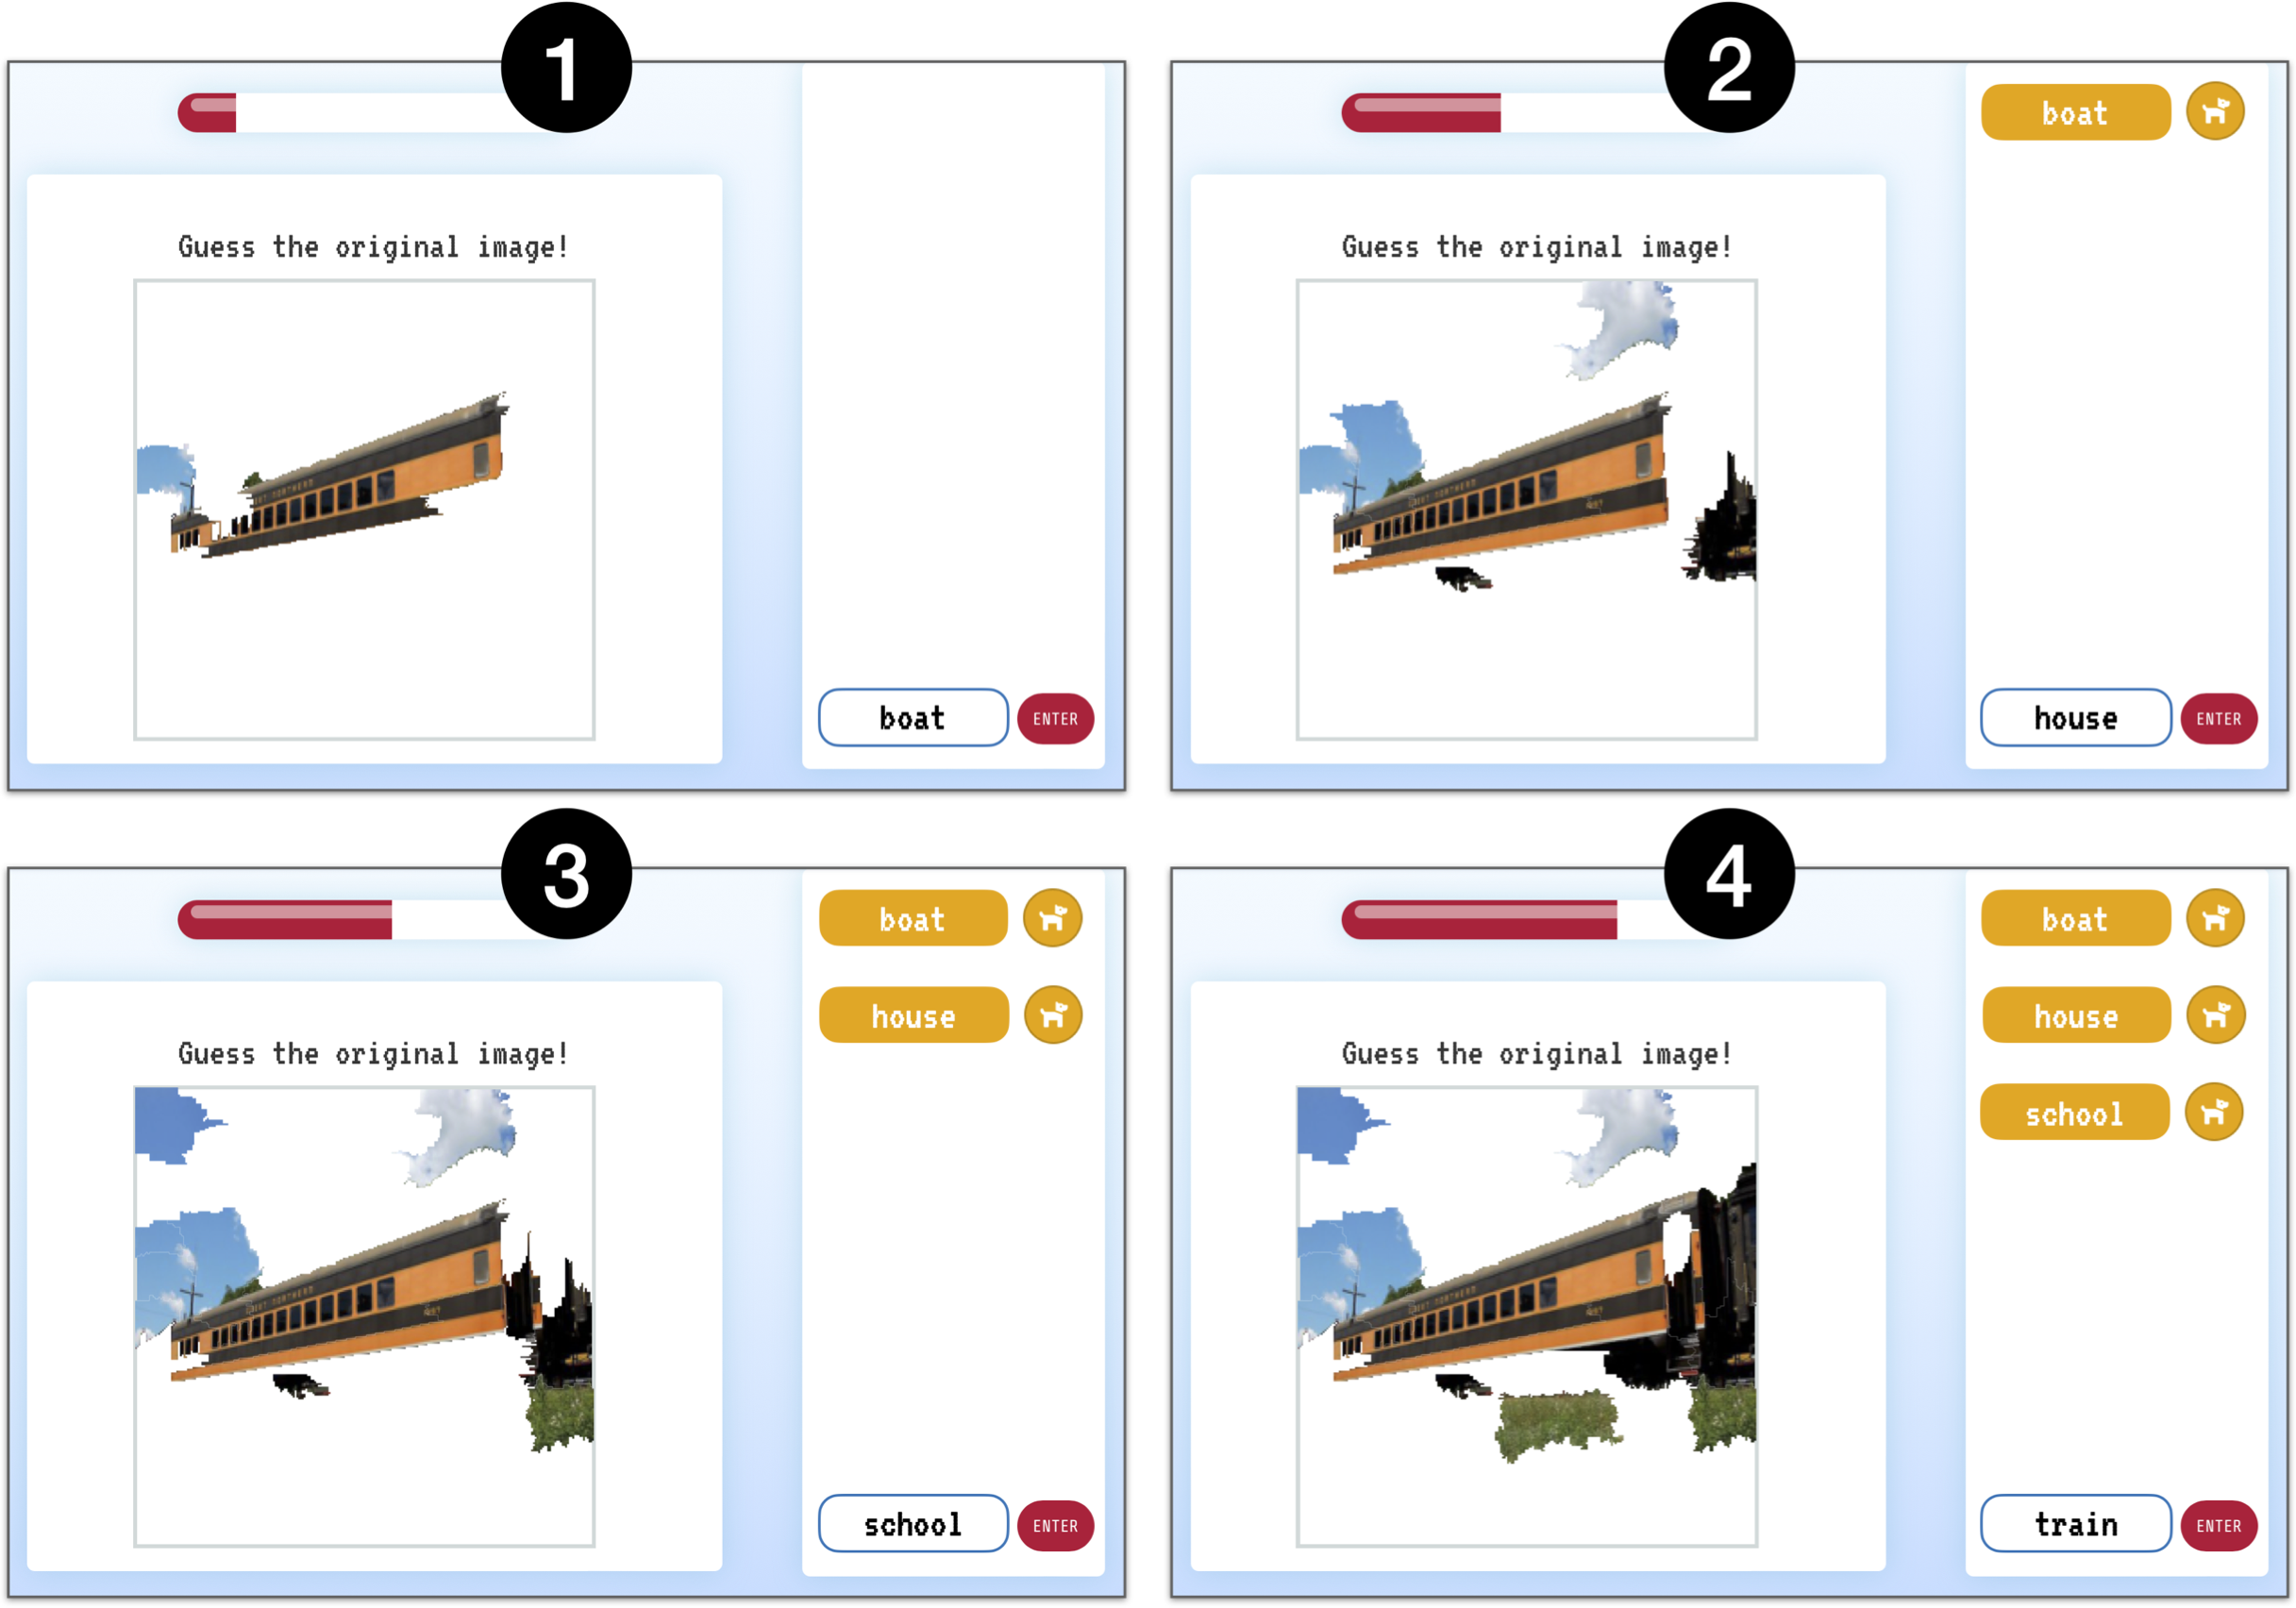 1
Guess the original image!
boat
ENTER
2
boat
Guess the original image!
house
ENTER
3
boat
house
Guess the original image!
school
ENTER
4
boat
house
school
Guess the original image!
train
ENTER